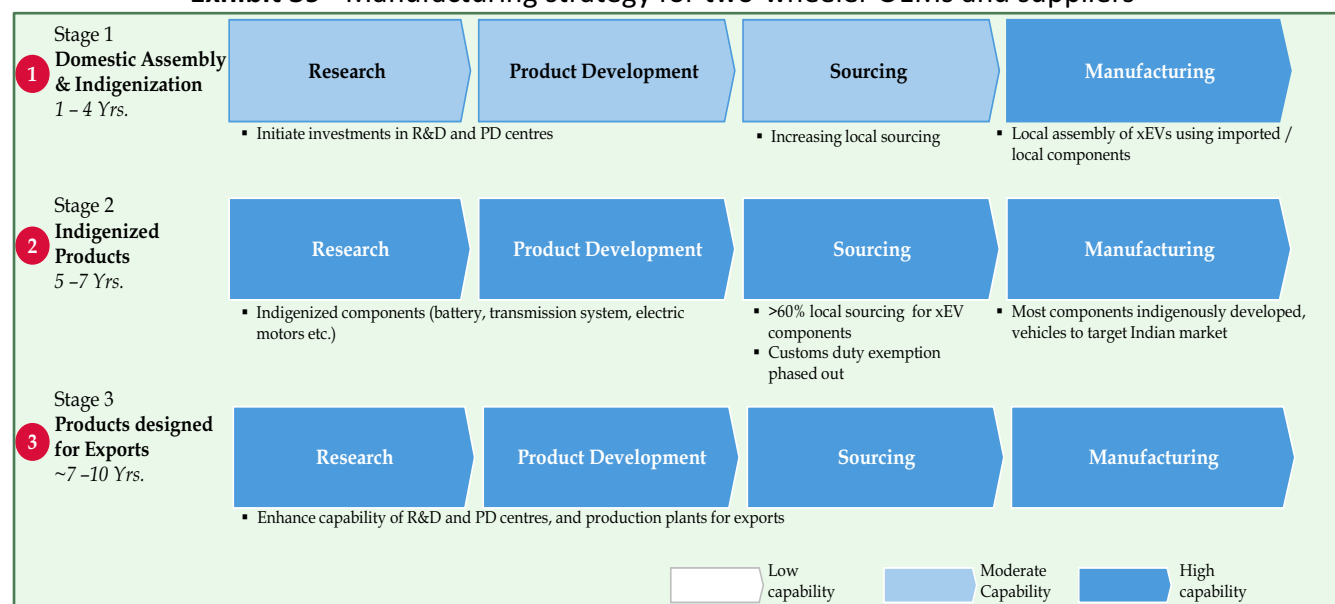 Stage 1
Domestic Assembly
& Indigenization
1 – 4 Yrs.
1
Research
Product Development
Sourcing
Manufacturing
▪ Initiate investments in R&D and PD centres
▪ Increasing local sourcing
▪ Local assembly of xEVs using imported /
local components
Stage 2
Indigenized
Products
5 –7 Yrs.
2
Research
Product Development
Sourcing
Manufacturing
▪ Indigenized components (battery, transmission system, electric
motors etc.)
▪ >60% local sourcing for xEV
components
▪ Customs duty exemption
phased out
▪ Most components indigenously developed,
vehicles to target Indian market
Stage 3
Products designed
for Exports
~7 –10 Yrs.
3
Research
Product Development
Sourcing
Manufacturing
▪ Enhance capability of R&D and PD centres, and production plants for exports
Low
capability
Moderate
Capability
High
capability